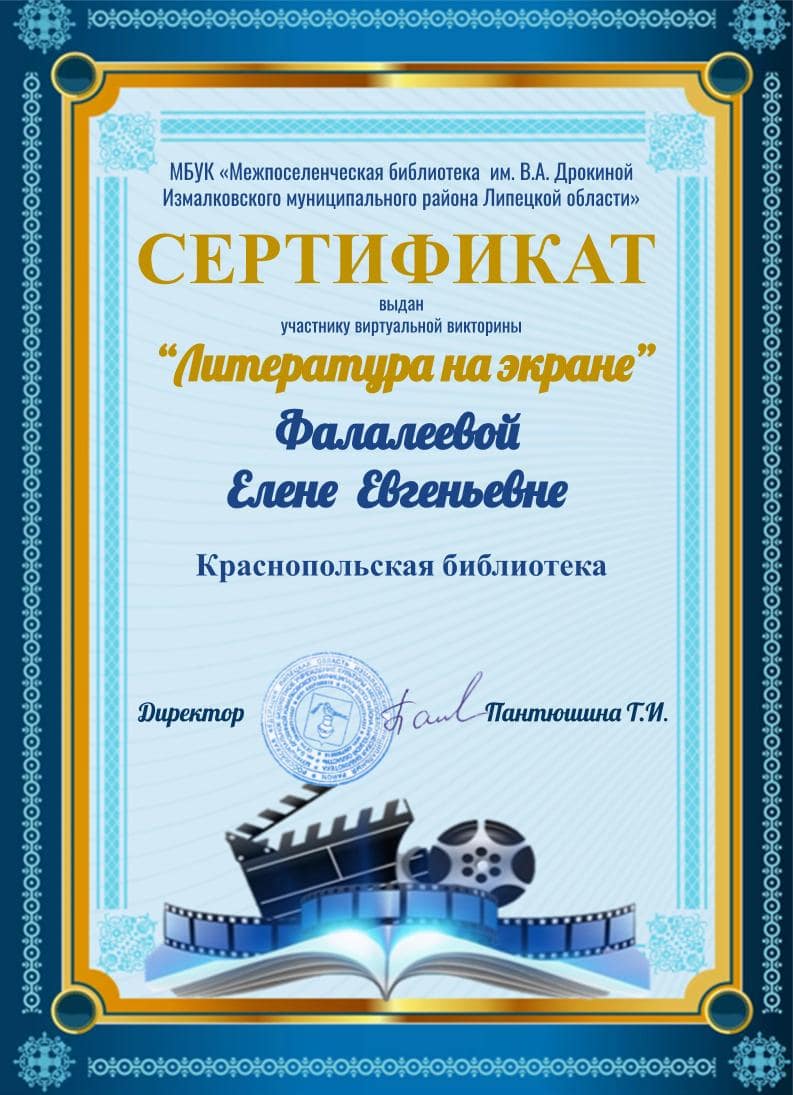 МБУК «Межпоселенческая библиотека им. В.А. Дрокиной
Измалковского муниципального района Липецкой области»
СЕРТИФИКАТ
выдан
участнику виртуальной викторины
“Литература на экране”
Фалалеевой
Елене Евгеньевне
Краснопольская библиотека
Директор
Пантюшина Т.И.